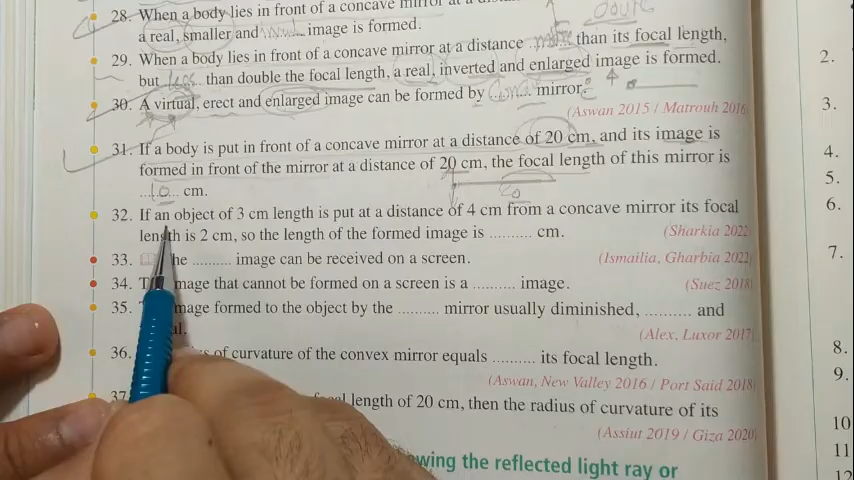 28. When a body lies in front of a concave mirror at a
a real, smaller and ......... image is formed.
29. When a body lies in front of a concave mirror at a distance ......... than its focal length,
but less than double the focal length, a real, inverted and enlarged image is formed.
30. A virtual, erect and enlarged image can be formed by ......... mirror.
(Aswan 2015 / Matrouh 2016
31. If a body is put in front of a concave mirror at a distance of 20 cm, and its image is
formed in front of the mirror at a distance of 20 cm, the focal length of this mirror is
...10... cm.
20
32. If an object of 3 cm length is put at a distance of 4 cm from a concave mirror its focal
length is 2 cm, so the length of the formed image is ......... cm.
(Sharkia 2022
33. he ......... image can be received on a screen.
(Ismailia, Gharbia 2022
34. T mage that cannot be formed on a screen is a ......... image.
(Suez 2018)
35. mage formed to the object by the ......... mirror usually diminished, ......... and
al.
(Alex, Luxor 2017)
36. of curvature of the convex mirror equals ......... its focal length.
(Aswan, New Valley 2016 / Port Said 2018)
37 length of 20 cm, then the radius of curvature of its
(Assiut 2019 / Giza 2020)
wing the reflected light ray or
2.
3.
4.
5.
6.
7.
8.
9.
10
11
12